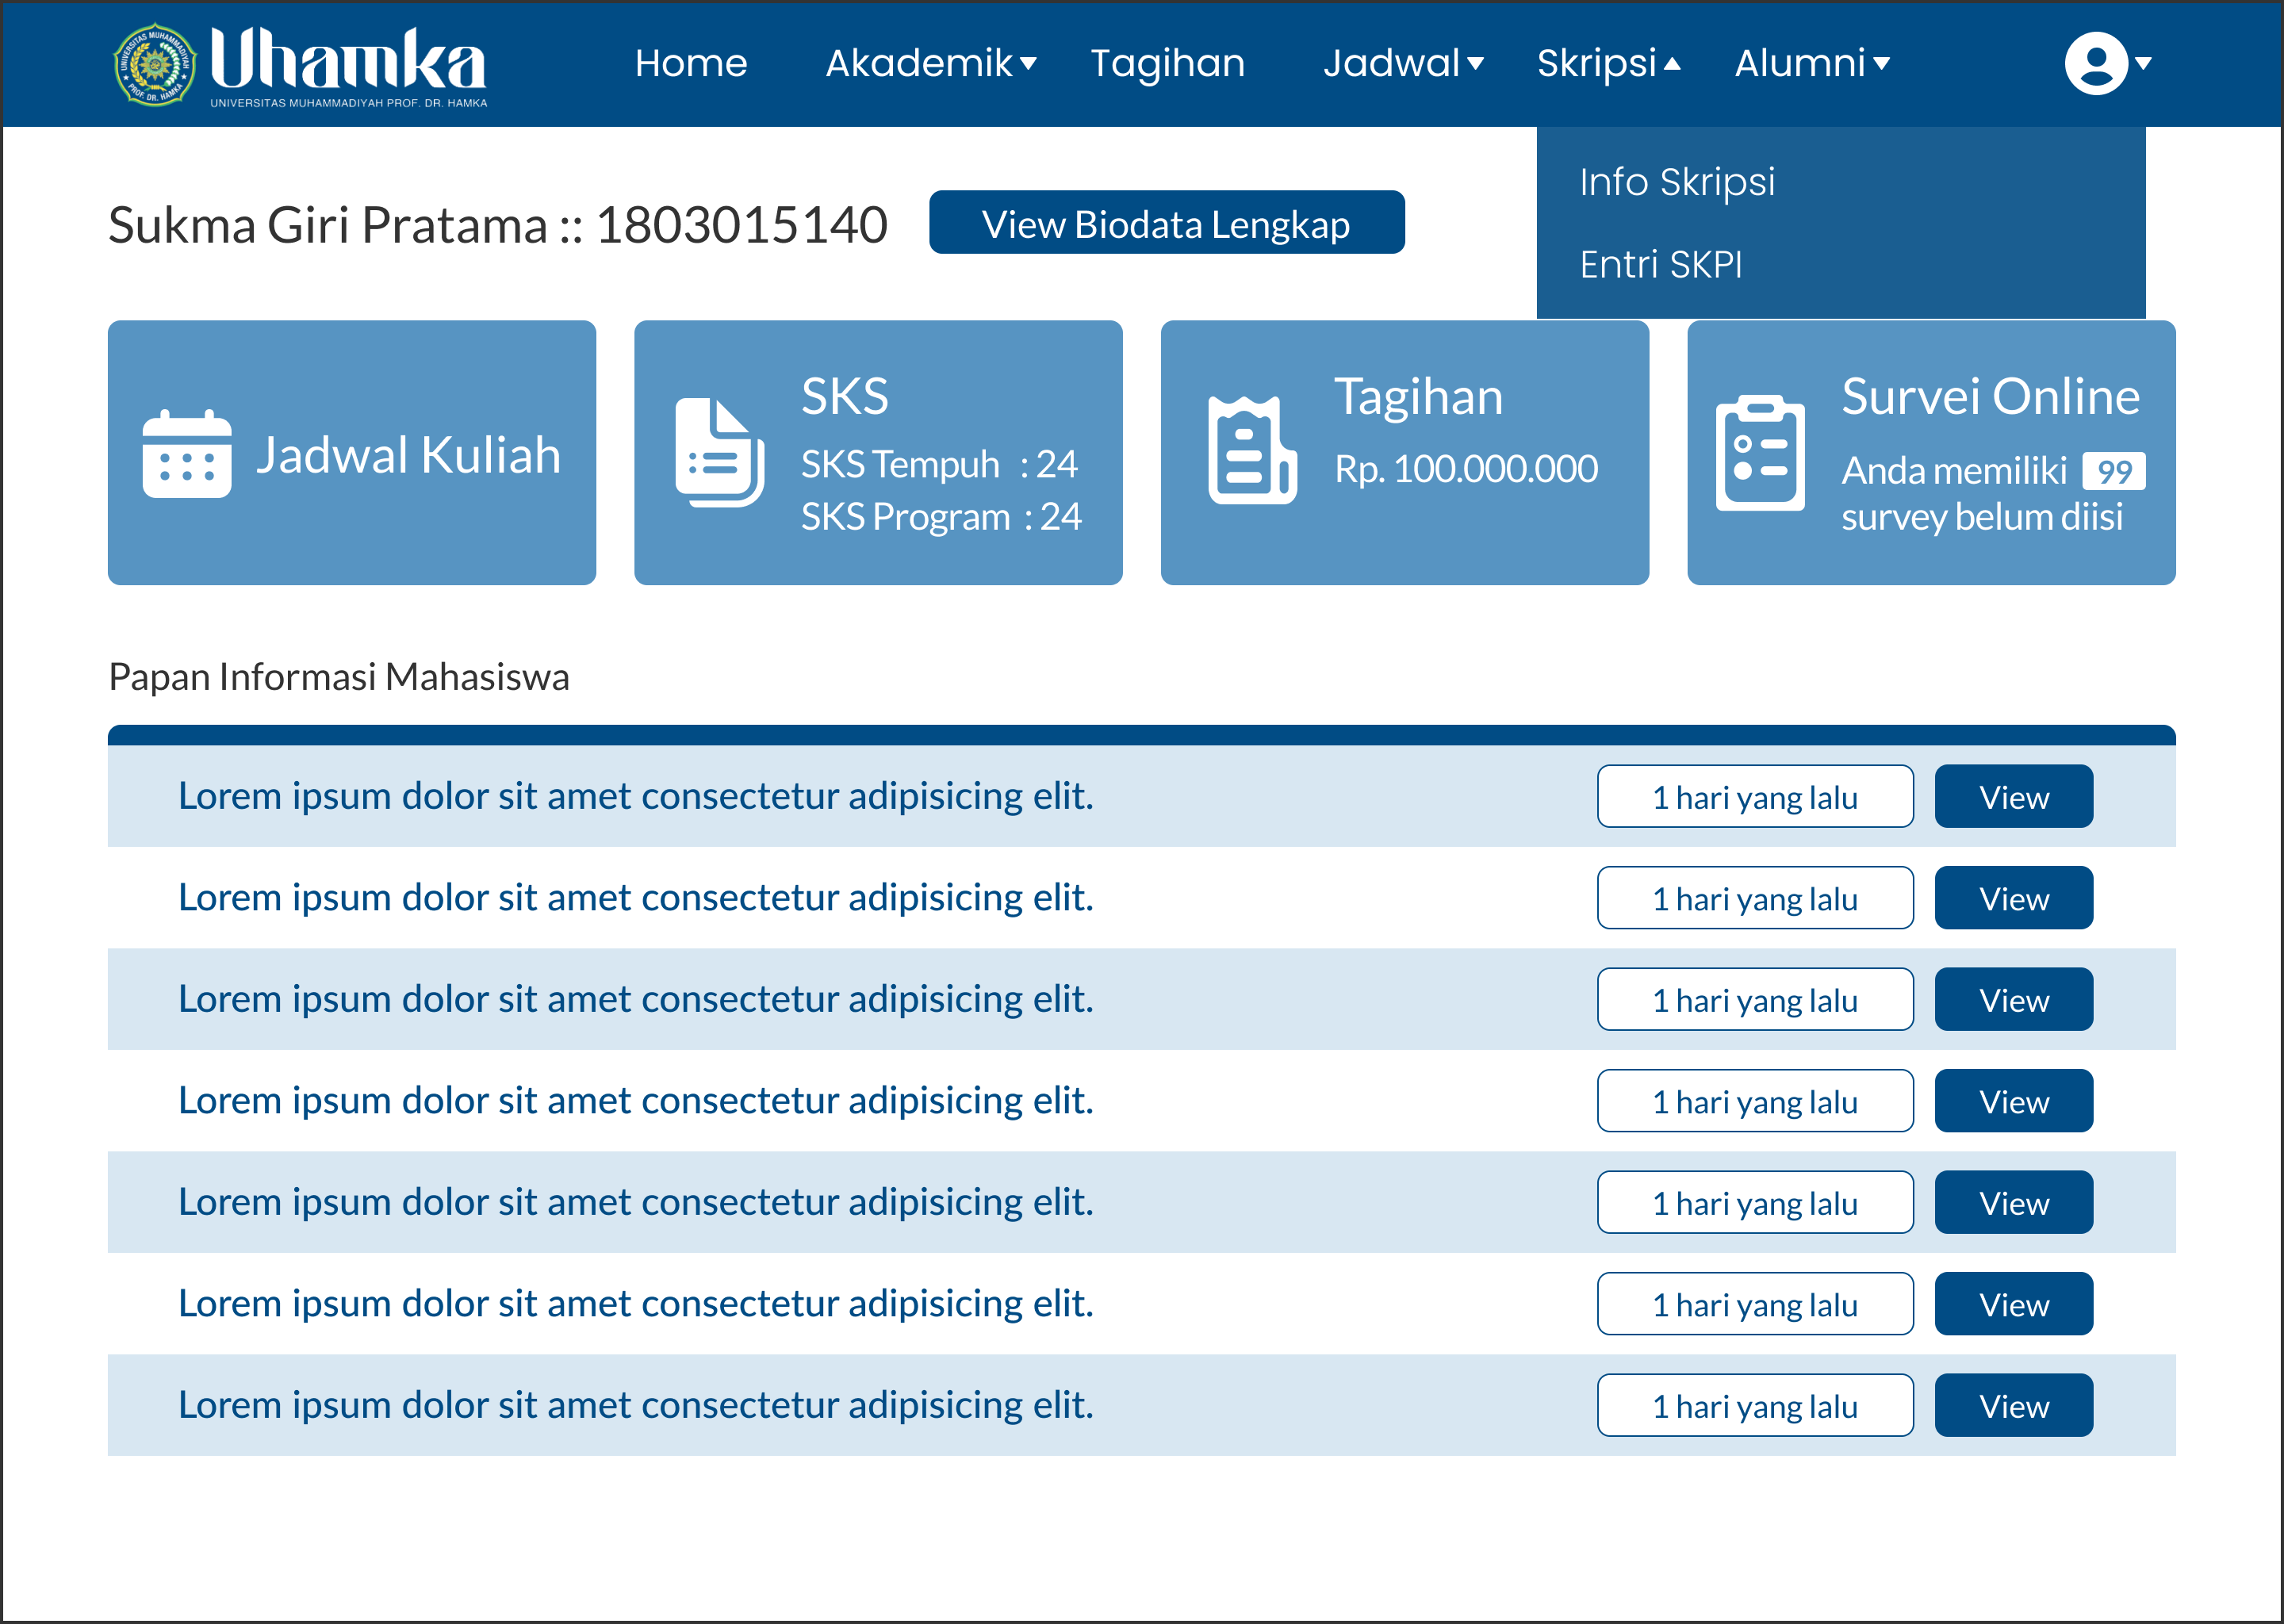 UNIVERSITAS MUHAMMADIYAH
PROF. DR. HAMKA
Uhamka
UNIVERSITAS MUHAMMADIYAH PROF. DR. HAMKA
Home Akademik Tagihan Jadwal Skripsi Alumni
Info Skripsi
Entri SKPI
Sukma Giri Pratama :: 1803015140 View Biodata Lengkap
Jadwal Kuliah
SKS
SKS Tempuh : 24
SKS Program : 24
Tagihan
Rp. 100.000.000
Survei Online
Anda memiliki 99
survey belum diisi
Papan Informasi Mahasiswa
Lorem ipsum dolor sit amet consectetur adipisicing elit. 1 hari yang lalu View
Lorem ipsum dolor sit amet consectetur adipisicing elit. 1 hari yang lalu View
Lorem ipsum dolor sit amet consectetur adipisicing elit. 1 hari yang lalu View
Lorem ipsum dolor sit amet consectetur adipisicing elit. 1 hari yang lalu View
Lorem ipsum dolor sit amet consectetur adipisicing elit. 1 hari yang lalu View
Lorem ipsum dolor sit amet consectetur adipisicing elit. 1 hari yang lalu View
Lorem ipsum dolor sit amet consectetur adipisicing elit. 1 hari yang lalu View